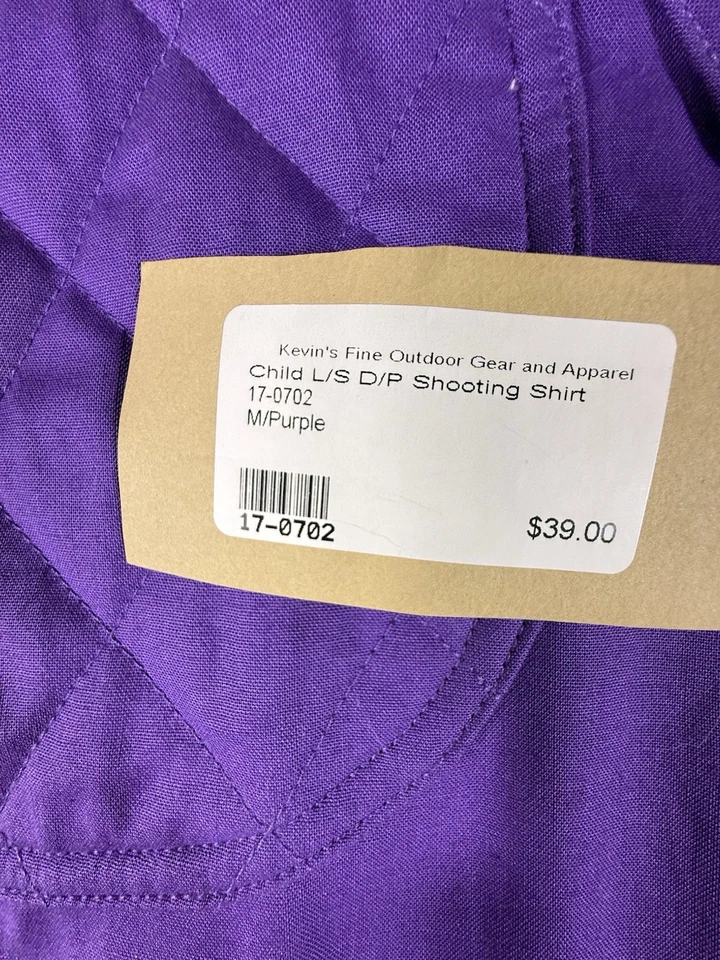 Kevin's Fine Outdoor Gear and Apparel
Child L/S D/P Shooting Shirt
17-0702
M/Purple
17-0702
$39.00